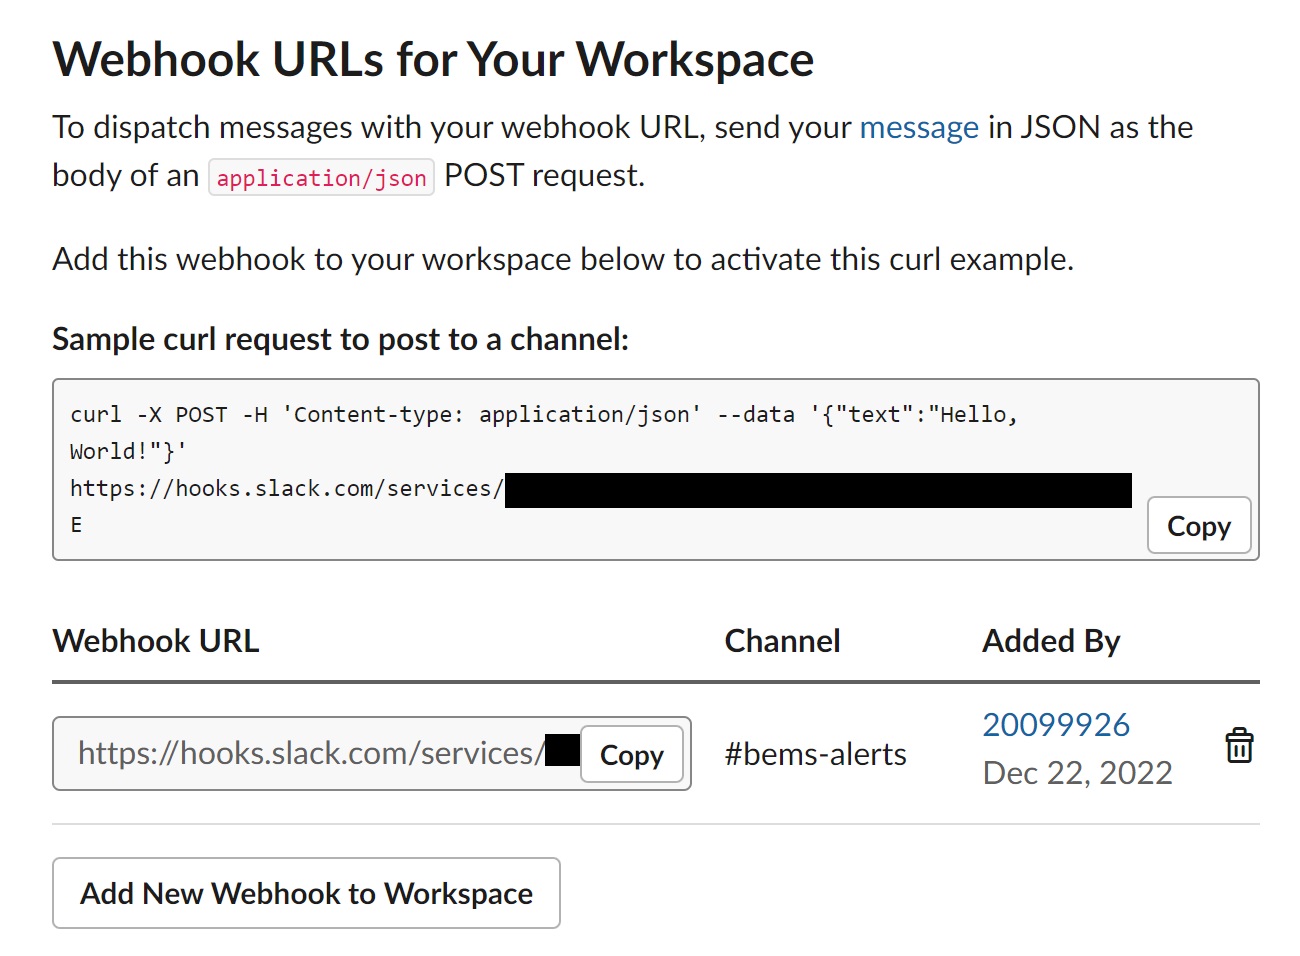 Webhook URLs for Your Workspace
To dispatch messages with your webhook URL, send your message in JSON as the
body of an application/json POST request.
Add this webhook to your workspace below to activate this curl example.
Sample curl request to post to a channel:
curl -X POST -H 'Content-type: application/json' --data '{"text":"Hello,
World!"}'
https://hooks.slack.com/services/
E
Copy
Webhook URL Channel Added By
https://hooks.slack.com/services/ Copy #bems-alerts 20099926
Dec 22, 2022
Add New Webhook to Workspace